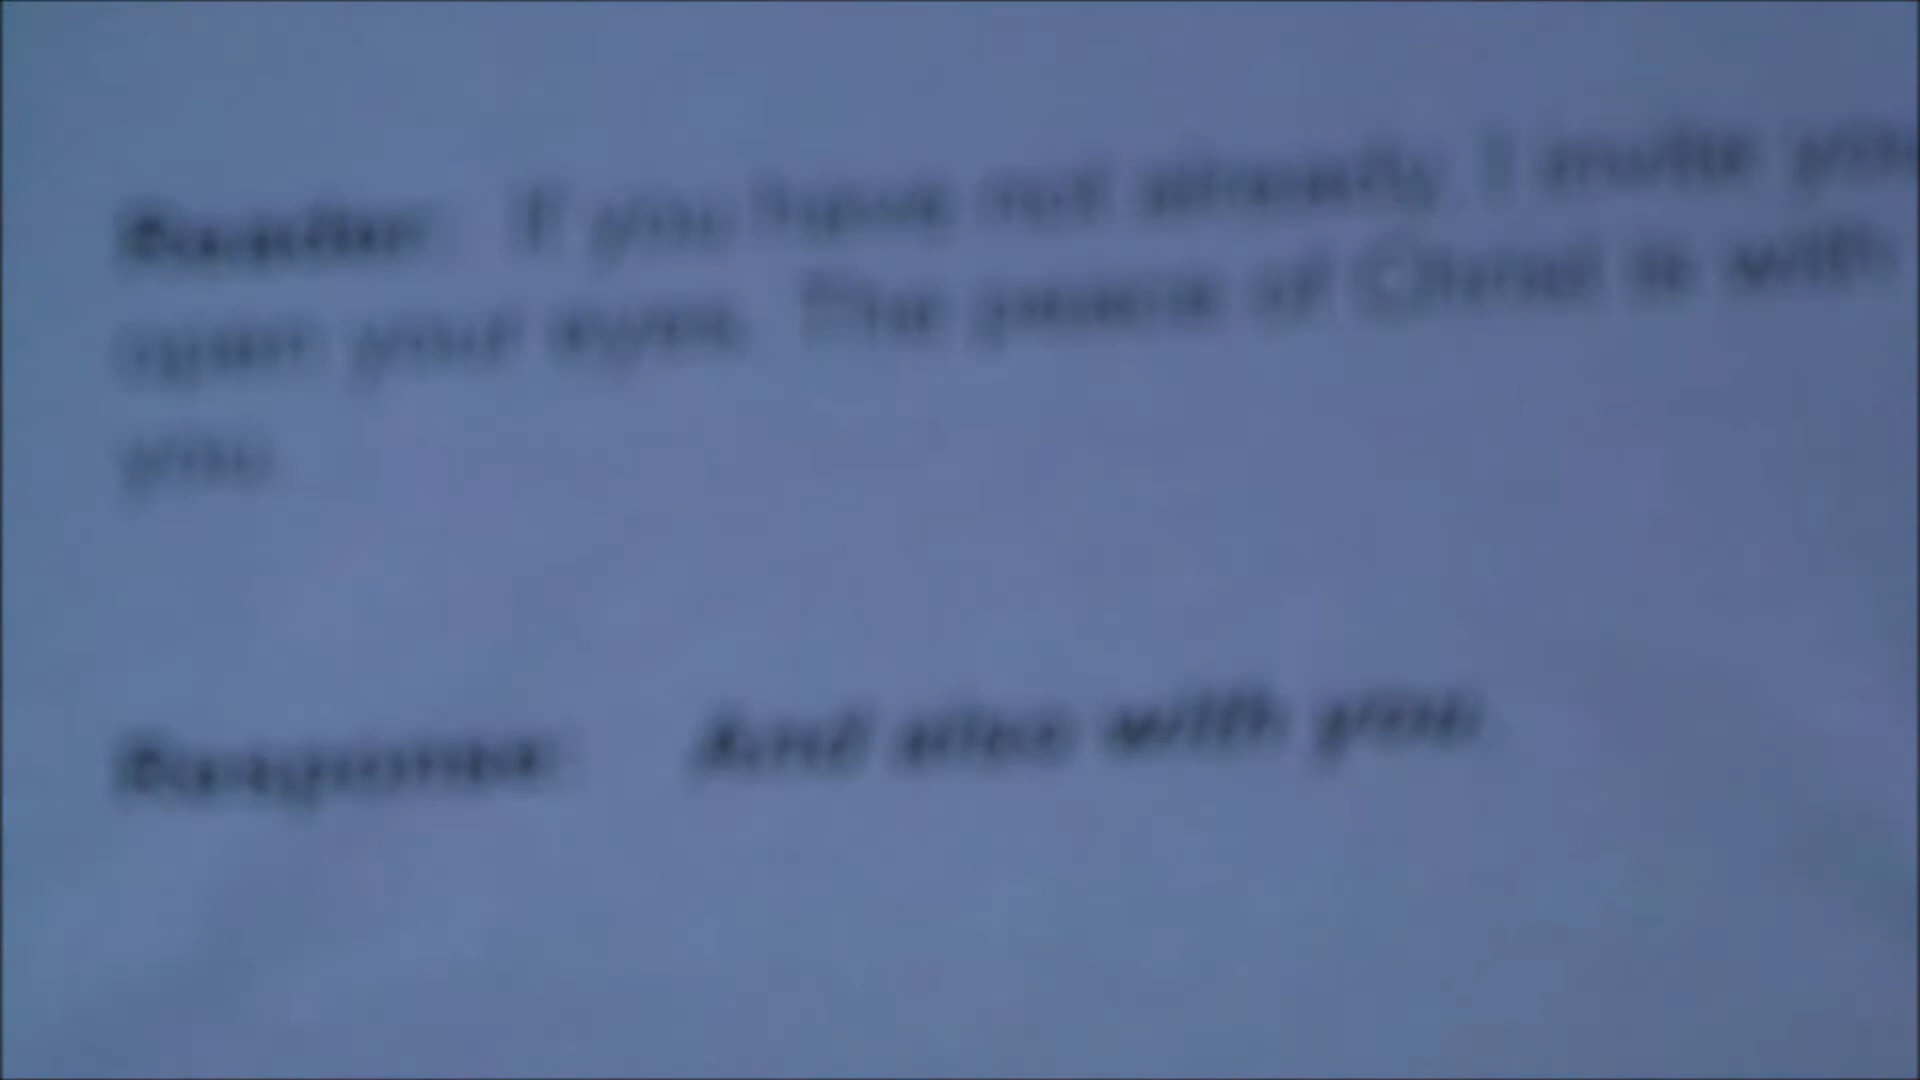 Reader If you have not already, I invite you
open your eyes. The peace of Christ is with
you.
Response And also with you.